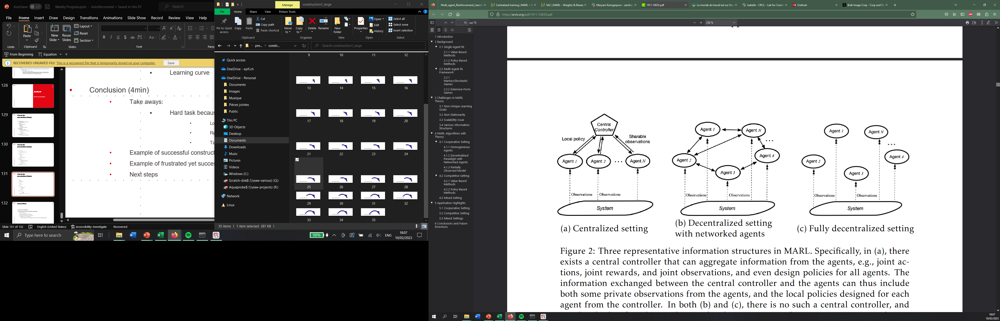 AutoSave Off Weekly Progress.pptx - AutoRecovered • Saved to this PC Search
File Home Insert Draw Design Transitions Animations Slide Show Record Review View Help
Paste New Slide Reuse Slides Layout Reset Section
Undo Clipboard Slides Font Parag
From Beginning Equation
RECOVERED UNSAVED FILE This is a recovered file that is temporarily stored on your computer. Save
128
129
130
131
132
Learning curve
Conclusion (4min)
Take aways:
Hard task becaus
Lo
Re
Ta
Example of successful construct
Example of frustrated yet succes
Next steps
Slide 131 of 132 English (United States) Accessibility: Investigate Recovered
Manage construction1_large
File Home Share View Picture Tools
Pin to Quick access Copy Paste Cut Copy path Paste shortcut
Move to Copy to Delete Rename New folder
Properties Open Edit History
Select all Select none Invert selection
Clipboard Organize New Open Select
pre... constr... Search construction1_large
Quick access
OneDrive - epfl.ch
OneDrive - Personal
Documents
Images
Musique
Pièces jointes
Public
This PC
3D Objects
Desktop
Documents
Downloads
Music
Pictures
Videos
Windows (C:)
Scratch-disk$ (\\eaw-various) (Q:)
Aquaprobe$ (\\eaw-projects) (R:)
Network
Linux
9 10 11 12
13 14 15 16
17 18 19 20
21 22 23 24
25 26 27 28
29 30 31 32
33 34 35
35 items 1 item selected 287 KB
Type here to search 98% ENG 18:07 10/02/2023
Multi_agent_Reinforcement_Learnin Centralized training | MARL – W SAC | MARL – Weights & Biases Maryam Kamgarpour - sandra. 1911.10635.pdf Le monde du travail est sur Sla Isabelle - CRCL - Lab for Creati Outlook Bulk Image Crop - Crop and Re
https://arxiv.org/pdf/1911.10635.pdf
15 sur 73 250 %
1 Introduction
2 Background
2.1 Single-Agent RL
2.1.1 Value-Based Methods
2.1.2 Policy-Based Methods
2.2 Multi-Agent RL Framework
2.2.1 Markov/Stochastic Games
2.2.2 Extensive-Form Games
3 Challenges in MARL Theory
3.1 Non-Unique Learning Goals
3.2 Non-Stationarity
3.3 Scalability Issue
3.4 Various Information Structures
4 MARL Algorithms with Theory
4.1 Cooperative Setting
4.1.1 Homogeneous Agents
4.1.2 Decentralized Paradigm with Networked Agents
4.1.3 Partially Observed Model
4.2 Competitive Setting
4.2.1 Value-Based Methods
4.2.2 Policy-Based Methods
4.3 Mixed Setting
5 Application Highlights
5.1 Cooperative Setting
5.2 Competitive Setting
5.3 Mixed Settings
6 Conclusions and Future Directions
Central Controller
Local policy Sharable observations
Agent 1 Agent 2 ... Agent N
Observations Observations
System
(a) Centralized setting
Agent 1 Agent N
...
Agent 2 Agent 4
Agent 3
Observations Observations
System
(b) Decentralized setting
with networked agents
Agent 1 Agent N
...
Agent 2 Agent 4
Agent 3
Observations Observations
System
(c) Fully decentralized setting
Figure 2: Three representative information structures in MARL. Specifically, in (a), there
exists a central controller that can aggregate information from the agents, e.g., joint ac-
tions, joint rewards, and joint observations, and even design policies for all agents. The
information exchanged between the central controller and the agents can thus include
both some private observations from the agents, and the local policies designed for each
agent from the controller. In both (b) and (c), there is no such a central controller, and
18:07
10/02/2023